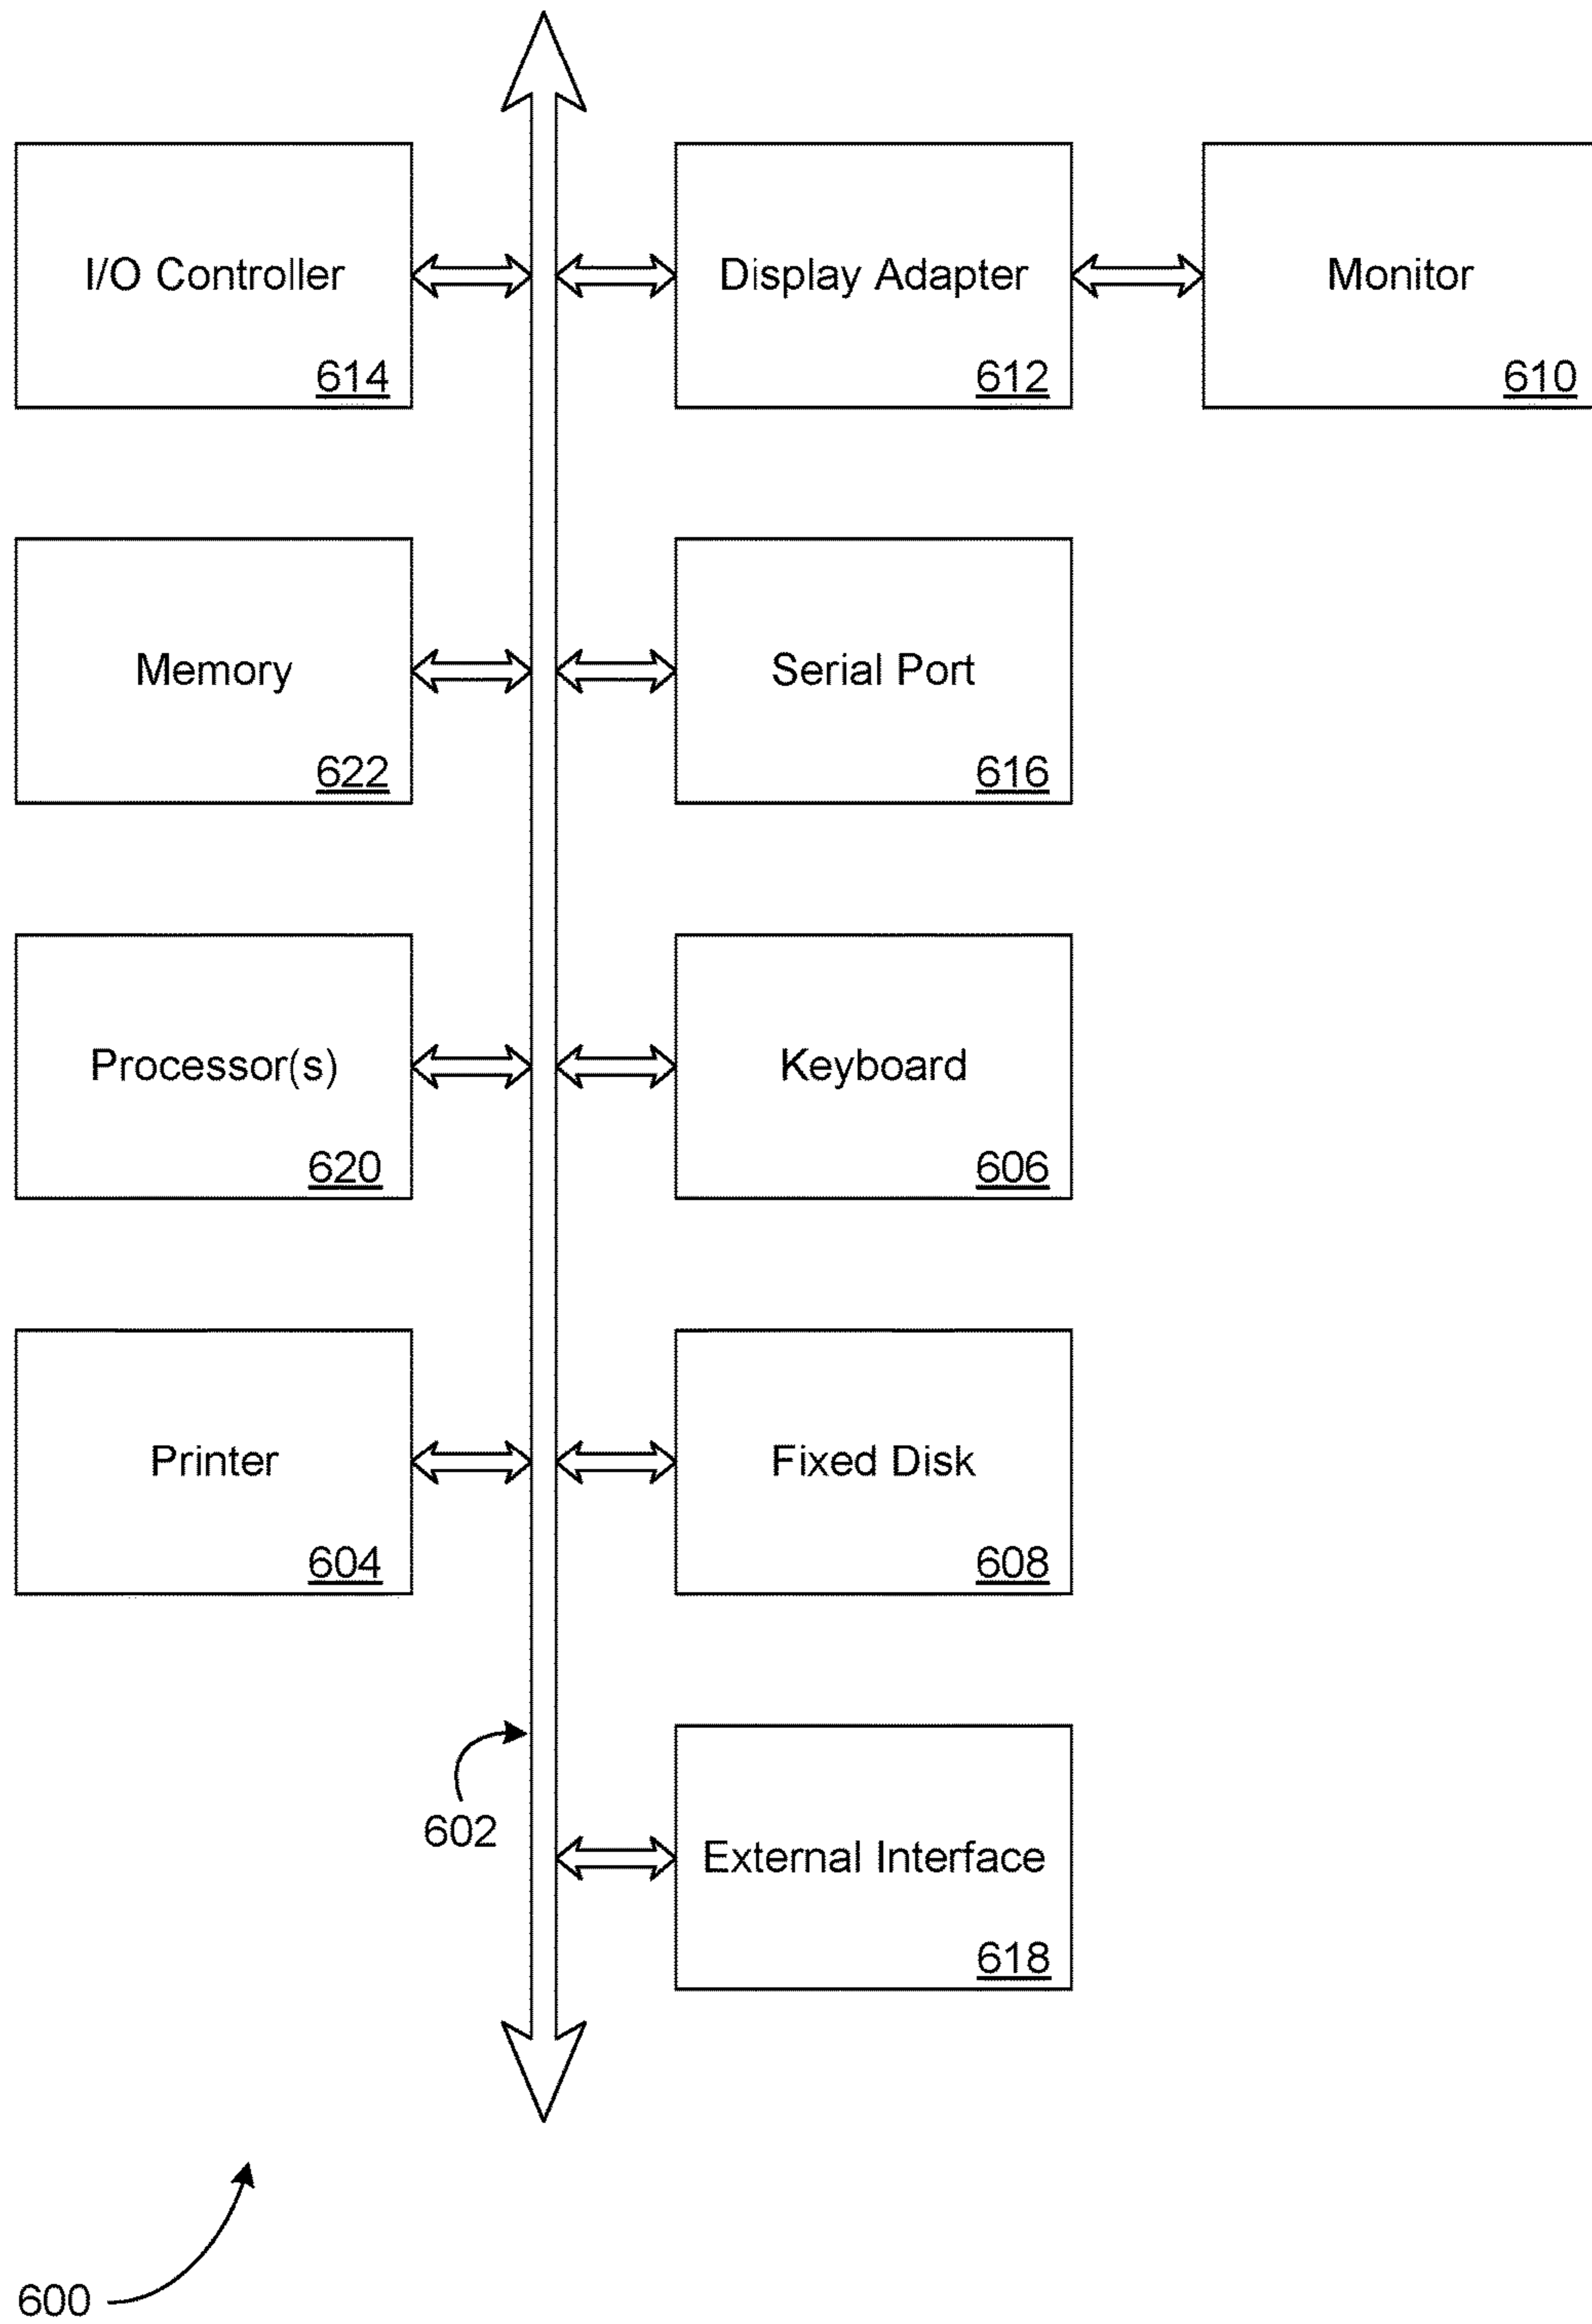 I/O Controller
614
Display Adapter
612
Monitor
610
Memory
622
Serial Port
616
Processor(s)
620
Keyboard
606
Printer
604
Fixed Disk
608
602
External Interface
618
600